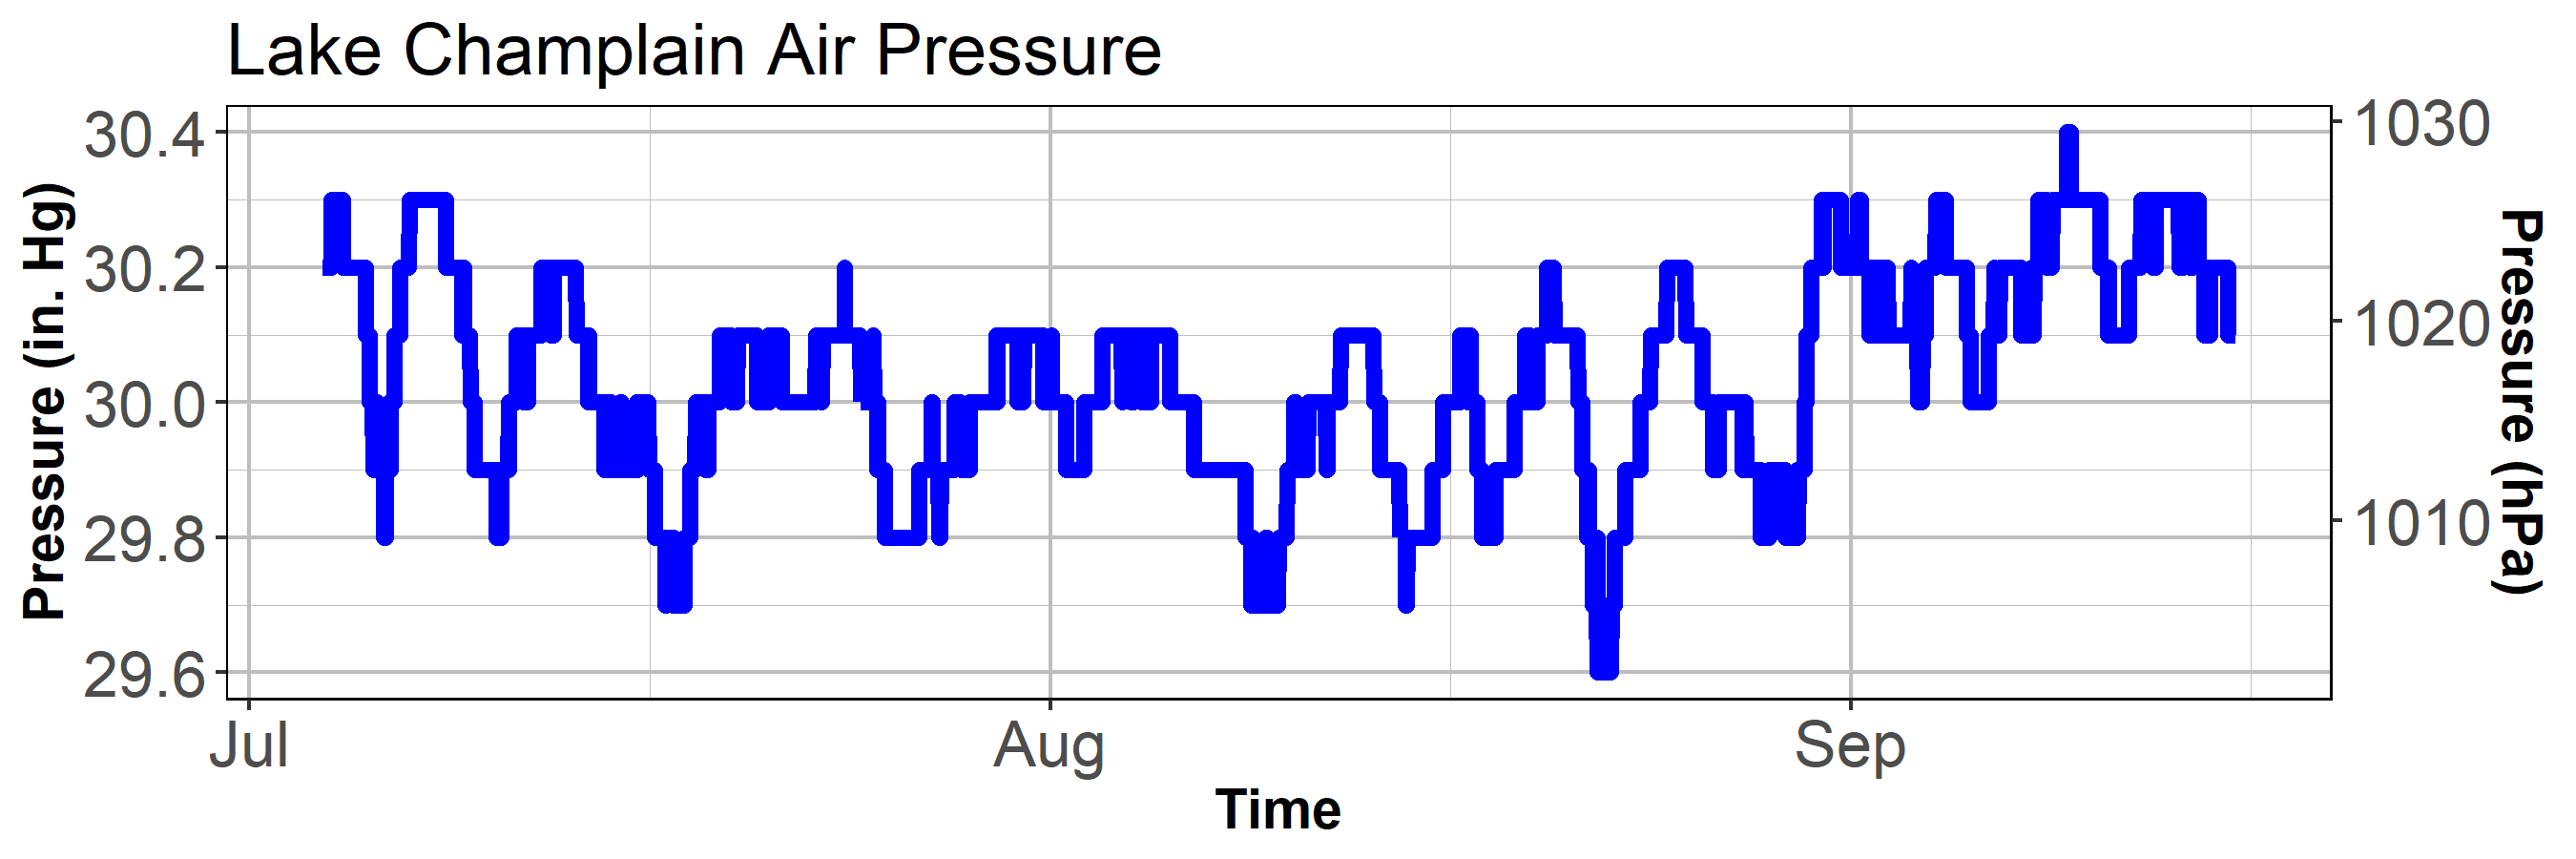 Lake Champlain Air Pressure
Pressure (in. Hg)
30.4
30.2
30.0
29.8
29.6
1030
1020
1010
Pressure (hPa)
Jul Aug Sep
Time